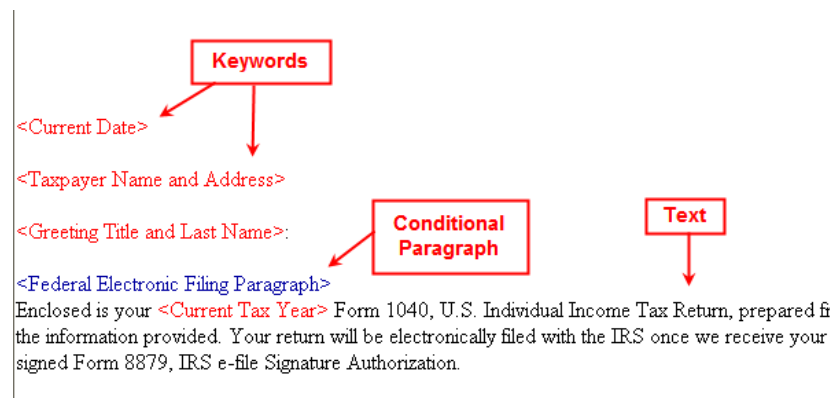 Keywords
<Current Date>
<Taxpayer Name and Address>
<Greeting Title and Last Name>:
Conditional
Paragraph
Text
<Federal Electronic Filing Paragraph>
Enclosed is your <Current Tax Year> Form 1040, U.S. Individual Income Tax Return, prepared
the information provided. Your return will be electronically filed with the IRS once we receive your
signed Form 8879, IRS e-file Signature Authorization.